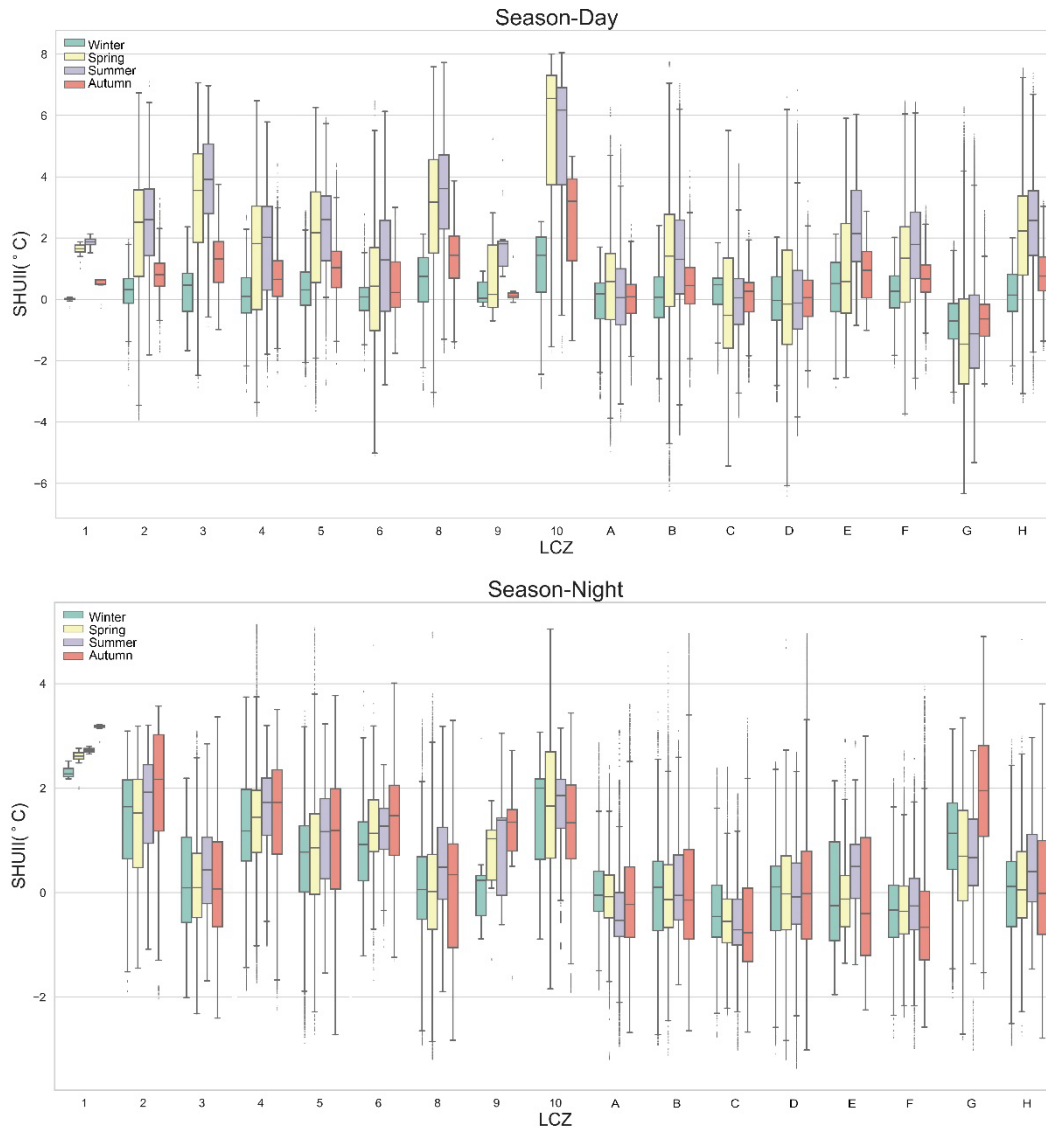 Season-Day
Winter
Spring
Summer
Autumn
8
6
4
2
0
−2
−4
−6
SHUII(°C)
1 2 3 4 5 6 8 9 10 A B C D E F G H
LCZ
Season-Night
Winter
Spring
Summer
Autumn
4
2
0
−2
SHUII(°C)
1 2 3 4 5 6 8 9 10 A B C D E F G H
LCZ